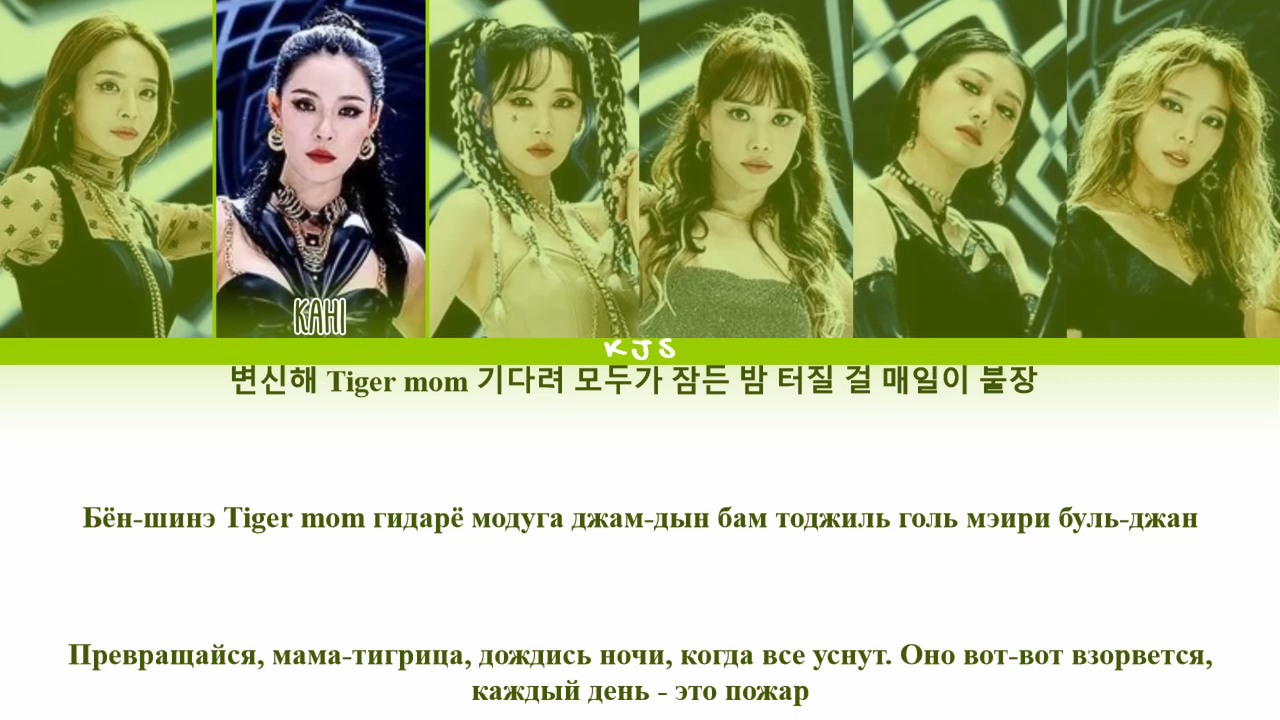 KAHI
KJS
변신해 Tiger mom 기다려 모두가 잠든 밤 터질 걸 매일이 불장
Бён-шинэ Tiger mom гидарё модуга джам-дын бам тоджиль голь мэири буль-джан
Превращайся, мама-тигрица, дождись ночи, когда все уснут. Оно вот-вот взорвется,
каждый день - это пожар